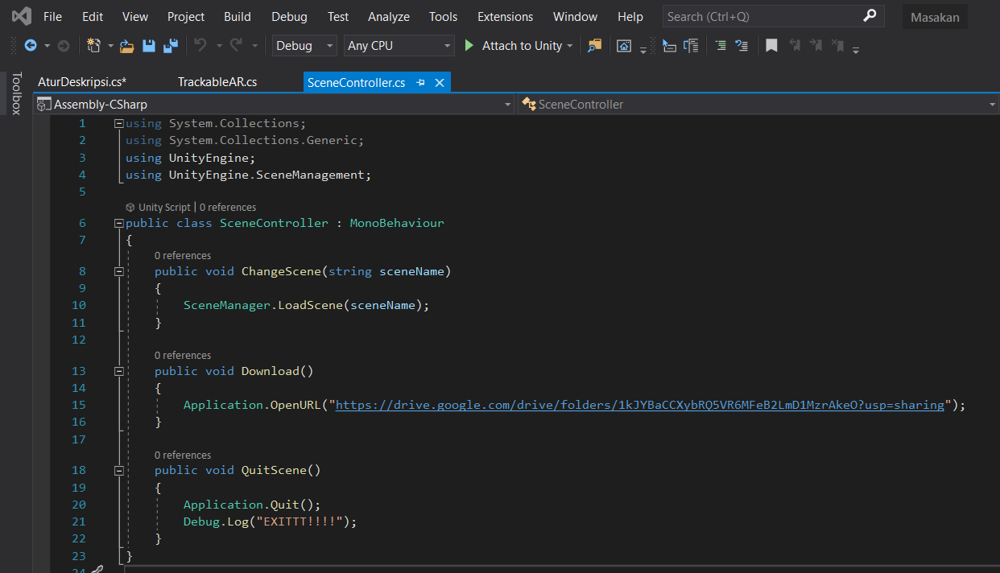 File Edit View Project Build Debug Test Analyze Tools Extensions Window Help Search (Ctrl+Q) Masakan
Debug Any CPU Attach to Unity
Toolbox
AturDeskripsi.cs* TrackableAR.cs SceneController.cs
Assembly-CSharp SceneController
1 using System.Collections;
2 using System.Collections.Generic;
3 using UnityEngine;
4 using UnityEngine.SceneManagement;
5
Unity Script | 0 references
6 public class SceneController : MonoBehaviour
7 {
0 references
8 public void ChangeScene(string sceneName)
9 {
10 SceneManager.LoadScene(sceneName);
11 }
12
0 references
13 public void Download()
14 {
15 Application.OpenURL("https://drive.google.com/drive/folders/1kJYBaCCXybRQ5VR6MFeB2LmD1MzrAkeO?usp=sharing");
16 }
17
0 references
18 public void QuitScene()
19 {
20 Application.Quit();
21 Debug.Log("EXITTT!!!!");
22 }
23 }
24